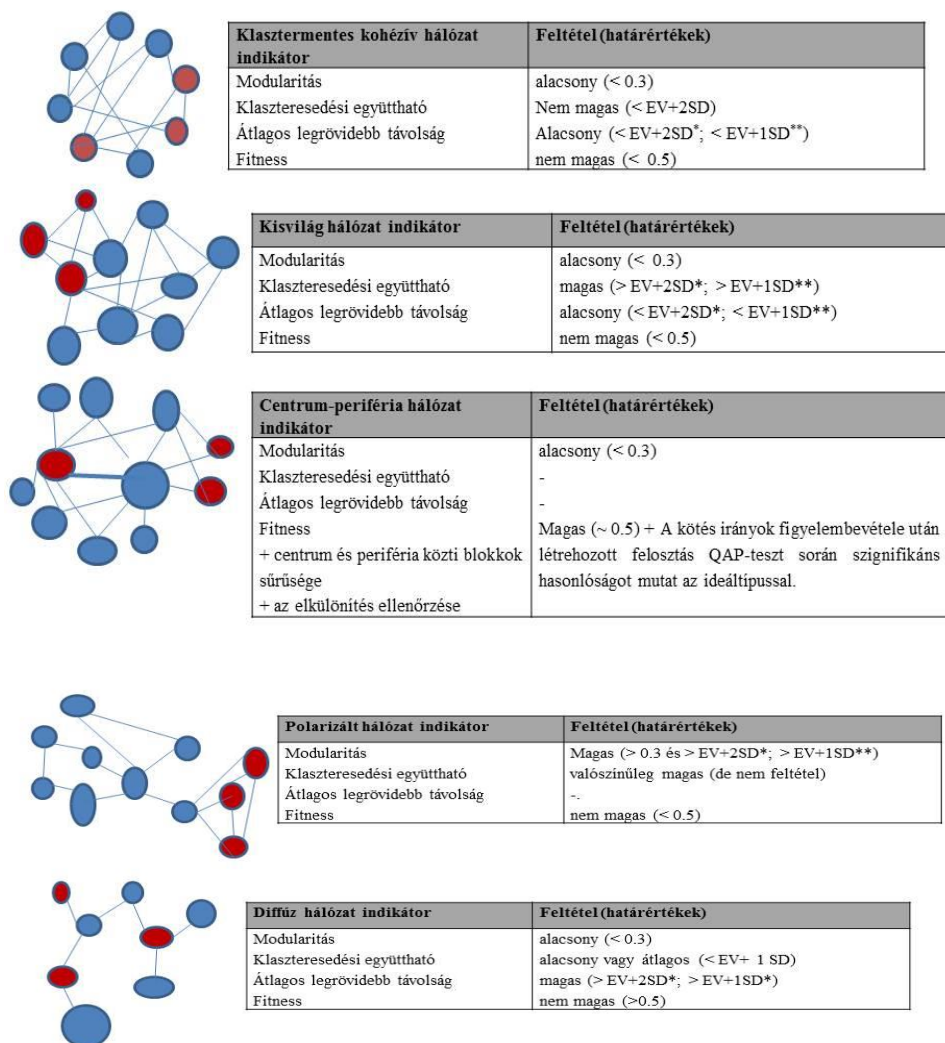 Klasztermentes kohézív hálózat Feltétel (határértékek)
indikátor
Modularitás alacsony (< 0.3)
Klaszteresedési együttható Nem magas (< EV+2SD)
Átlagos legrövidebb távolság Alacsony (< EV+2SD*; < EV+1SD**)
Fitness nem magas (< 0.5)
Kisvilág hálózat indikátor Feltétel (határértékek)
Modularitás alacsony (< 0.3)
Klaszteresedési együttható magas (> EV+2SD*; > EV+1SD**)
Átlagos legrövidebb távolság alacsony (< EV+2SD*; < EV+1SD**)
Fitness nem magas (< 0.5)
Centrum-periféria hálózat Feltétel (határértékek)
indikátor
Modularitás alacsony (< 0.3)
Klaszteresedési együttható -
Átlagos legrövidebb távolság -
Fitness Magas (~ 0.5) + A kötés irányok figyelembevétele után
+ centrum és periféria közti blokkok létrehozott felosztás QAP-teszt során szignifikáns
sűrűsége hasonlóságot mutat az ideáltípussal.
+ az elkülönítés ellenőrzése
Polarizált hálózat indikátor Feltétel (határértékek)
Modularitás Magas (> 0.3 és > EV+2SD*; > EV+1SD**)
Klaszteresedési együttható valószínűleg magas (de nem feltétel)
Átlagos legrövidebb távolság -.
Fitness nem magas (< 0.5)
Diffúz hálózat indikátor Feltétel (határértékek)
Modularitás alacsony (< 0.3)
Klaszteresedési együttható alacsony vagy átlagos (< EV+ 1 SD)
Átlagos legrövidebb távolság magas (> EV+2SD*; > EV+1SD*)
Fitness nem magas (>0.5)